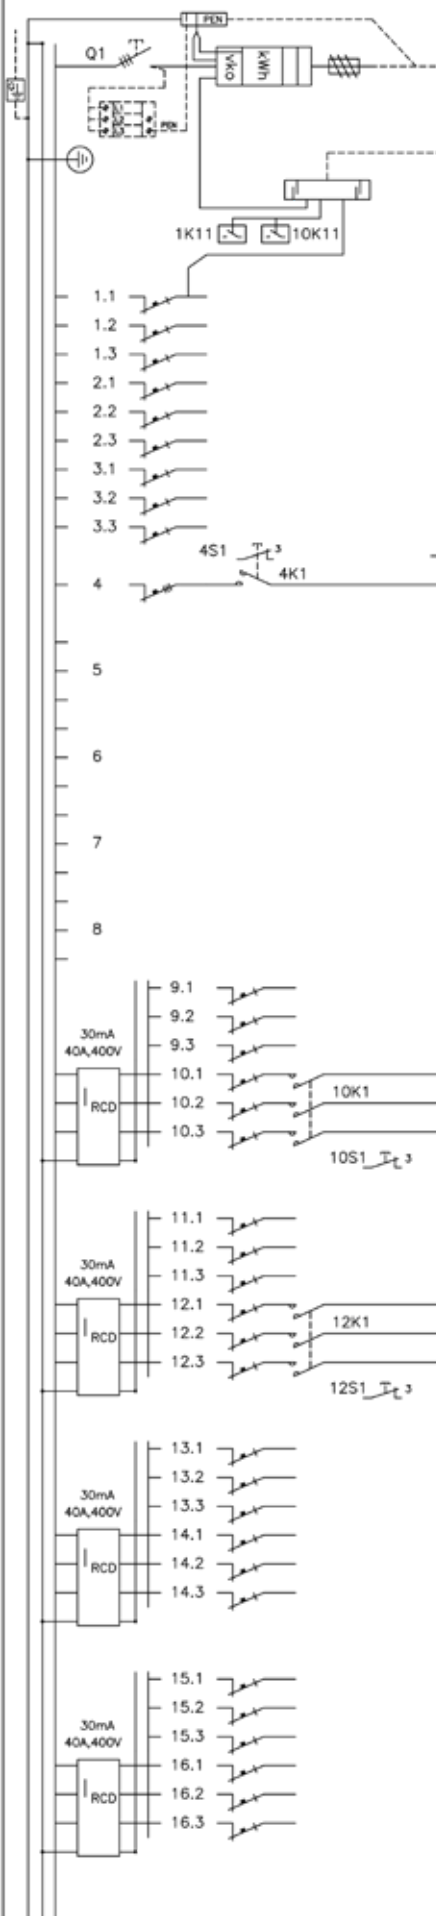 PEN
Q1
vko
kWh
PEN
1K11
10K11
1.1
1.2
1.3
2.1
2.2
2.3
3.1
3.2
3.3
4S1 3
4 4K1
5
6
7
8
9.1
9.2
9.3
30mA
40A,400V
RCD
10.1
10.2 10K1
10.3
10S1 3
11.1
11.2
11.3
30mA
40A,400V
RCD
12.1
12.2 12K1
12.3
12S1 3
13.1
13.2
13.3
30mA
40A,400V
RCD
14.1
14.2
14.3
15.1
15.2
15.3
30mA
40A,400V
RCD
16.1
16.2
16.3